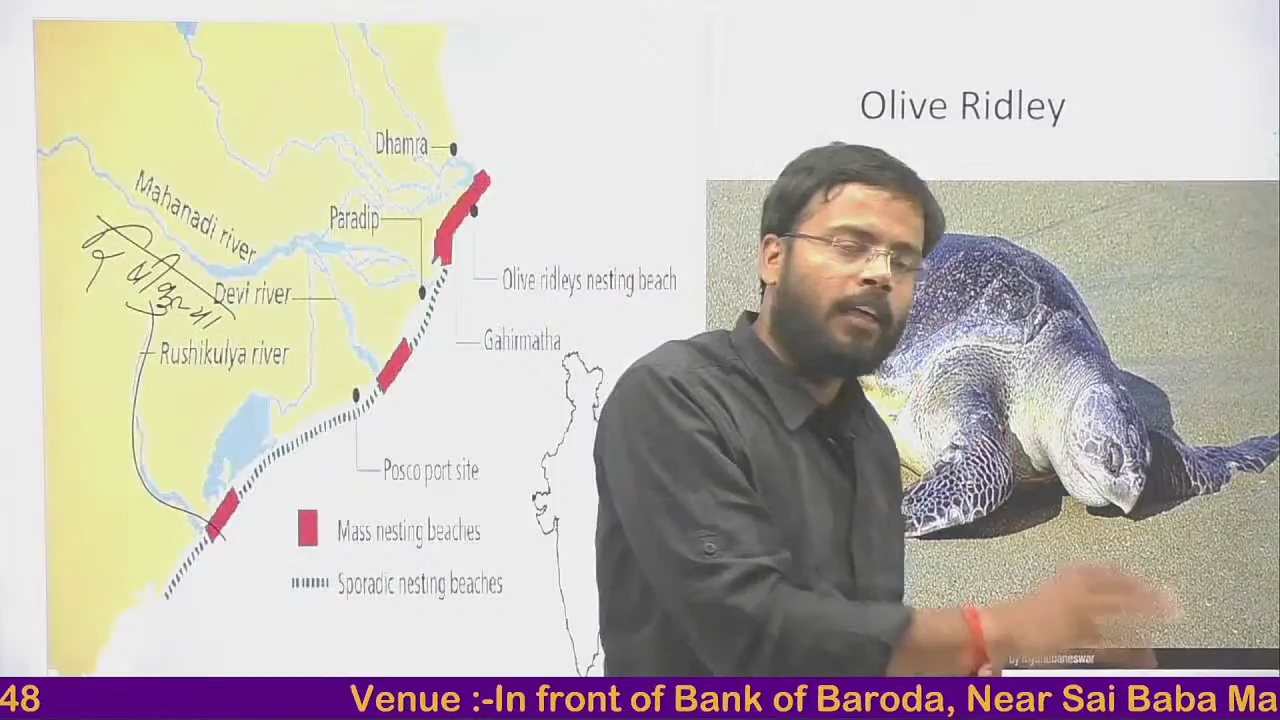 Olive Ridley
Dhamra
Mahanadi river
Paradip
Olive ridleys nesting beach
Devi river
Gahirmatha
Rushikulya river
Posco port site
Mass nesting beaches
Sporadic nesting beaches
48 Venue :-In front of Bank of Baroda, Near Sai Baba Ma